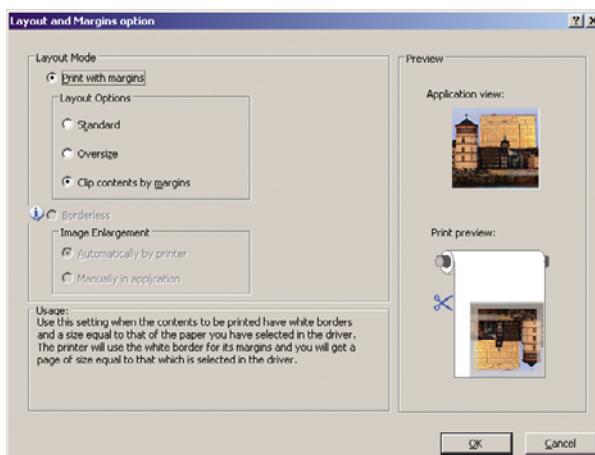 Layout and Margins option
Layout Mode
Print with margins
Layout Options
Standard
Oversize
Clip contents by margins
Borderless
Image Enlargement
Automatically by printer
Manually in application
Usage:
Use this setting when the contents to be printed have white borders
and a size equal to that of the paper you have selected in the driver.
The printer will use the white border for its margins and you will get a
page of size equal to that which is selected in the driver.
Preview
Application view:
Print preview:
OK
Cancel